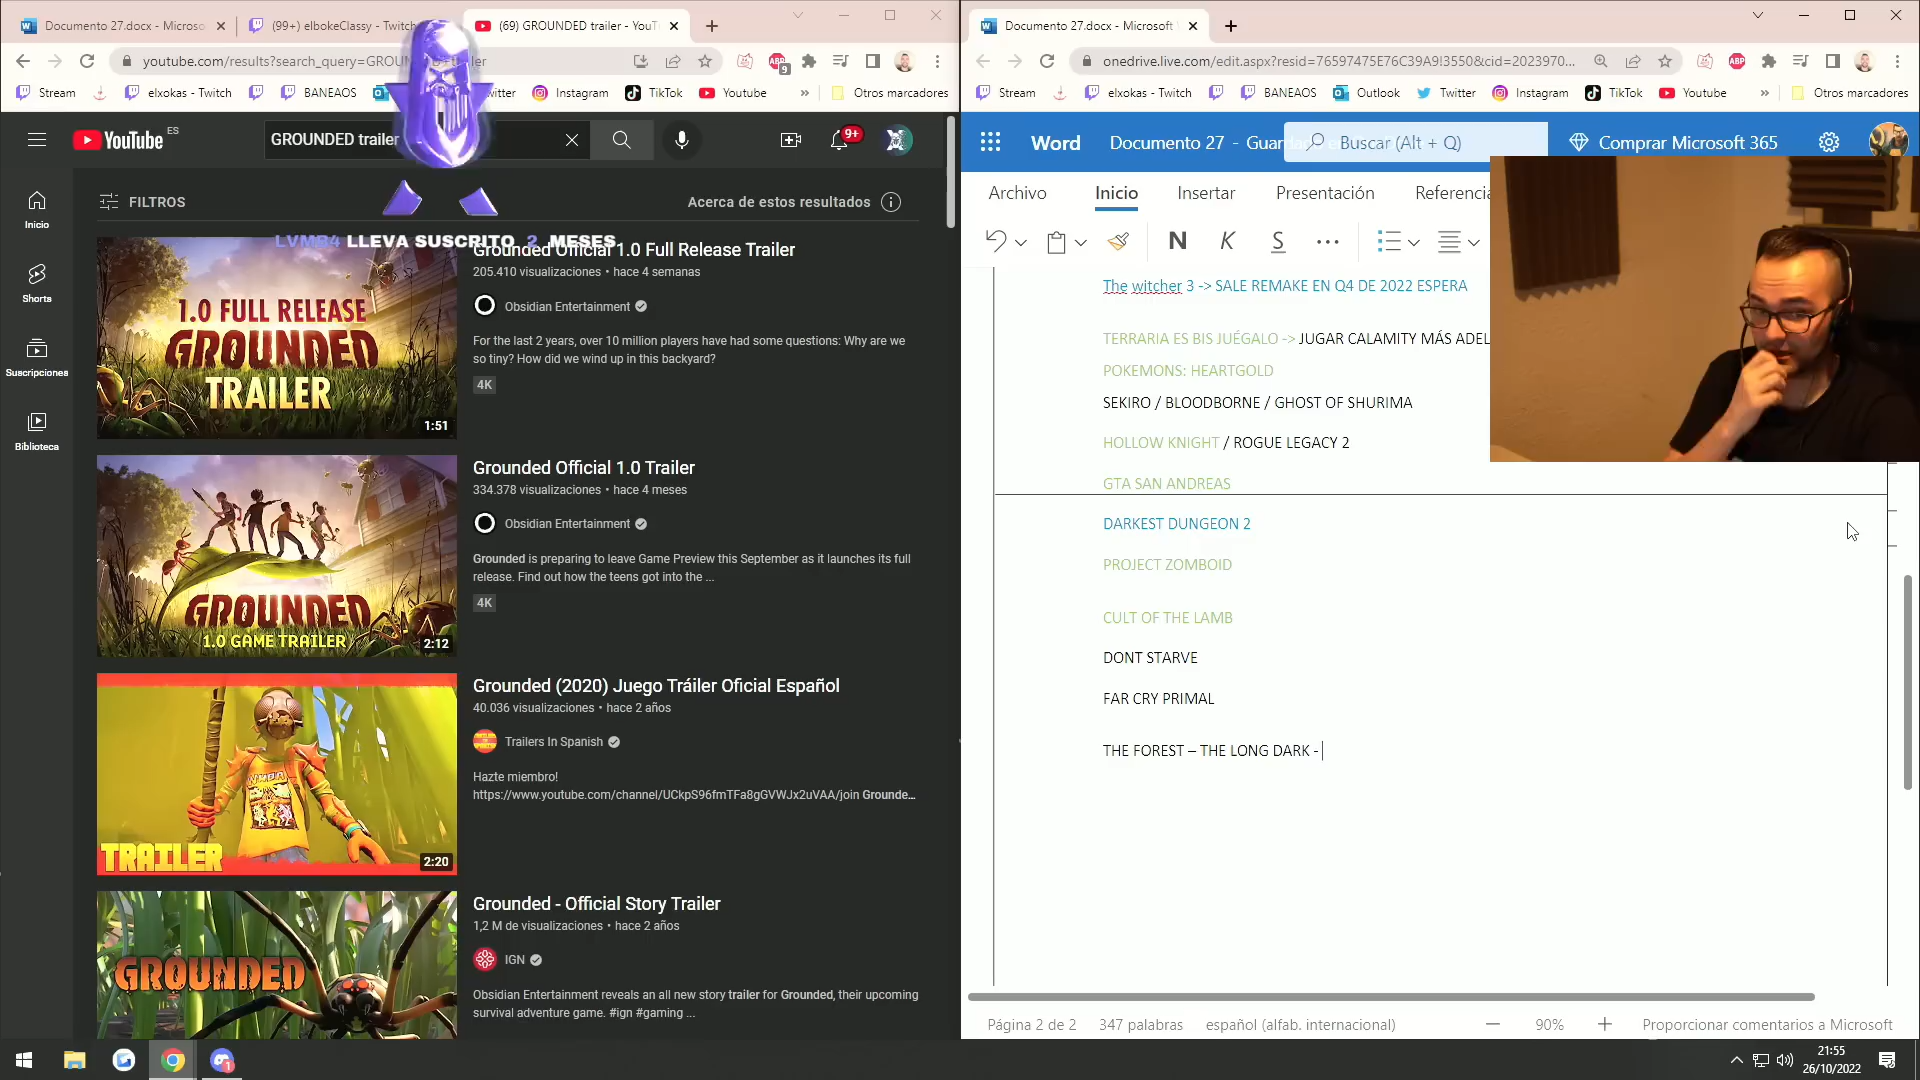 Documento 27.docx - Microso
(99+) elbokeClassy - Twitch
(69) GROUNDED trailer - YouT
youtube.com/results?search_query=GROUN
iler
9
Stream
elxokas - Twitch
BANEAOS
witter
Instagram
TikTok
Youtube
»
Otros marcadores
YouTube
ES
GROUNDED trailer
9+
FILTROS
Acerca de estos resultados
LVMB4 LLEVA SUSCRITO 2 MESES
Inicio
Shorts
Suscripciones
Biblioteca
1.0 FULL RELEASE
GROUNDED
TRAILER
1:51
Grounded Official 1.0 Full Release Trailer
205.410 visualizaciones • hace 4 semanas
Obsidian Entertainment
For the last 2 years, over 10 million players have had some questions: Why are we
so tiny? How did we wind up in this backyard?
4K
GROUNDED
1.0 GAME TRAILER
2:12
Grounded Official 1.0 Trailer
334.378 visualizaciones • hace 4 meses
Obsidian Entertainment
Grounded is preparing to leave Game Preview this September as it launches its full
release. Find out how the teens got into the ...
4K
TRAILER
2:20
Grounded (2020) Juego Tráiler Oficial Español
40.036 visualizaciones • hace 2 años
Trailers In Spanish
Hazte miembro!
https://www.youtube.com/channel/UCkpS96fmTFa8gGVWJx2uVAA/join Grounde...
GROUNDED
Grounded - Official Story Trailer
1,2 M de visualizaciones • hace 2 años
IGN
Obsidian Entertainment reveals an all new story trailer for Grounded, their upcoming
survival adventure game. #ign #gaming ...
Documento 27.docx - Microsoft
onedrive.live.com/edit.aspx?resid=76597475E76C39A9!3550&cid=2023970...
ABP
Stream
elxokas - Twitch
BANEAOS
Outlook
Twitter
Instagram
TikTok
Youtube
»
Otros marcadores
Word
Documento 27 - Guar
Buscar (Alt + Q)
Comprar Microsoft 365
Archivo
Inicio
Insertar
Presentación
Referencia
N K S ...
The witcher 3 -> SALE REMAKE EN Q4 DE 2022 ESPERA
TERRARIA ES BIS JUÉGALO -> JUGAR CALAMITY MÁS ADEL
POKEMONS: HEARTGOLD
SEKIRO / BLOODBORNE / GHOST OF SHURIMA
HOLLOW KNIGHT / ROGUE LEGACY 2
GTA SAN ANDREAS
DARKEST DUNGEON 2
PROJECT ZOMBOID
CULT OF THE LAMB
DONT STARVE
FAR CRY PRIMAL
THE FOREST – THE LONG DARK -
Página 2 de 2
347 palabras
español (alfab. internacional)
90%
Proporcionar comentarios a Microsoft
1
21:55
26/10/2022